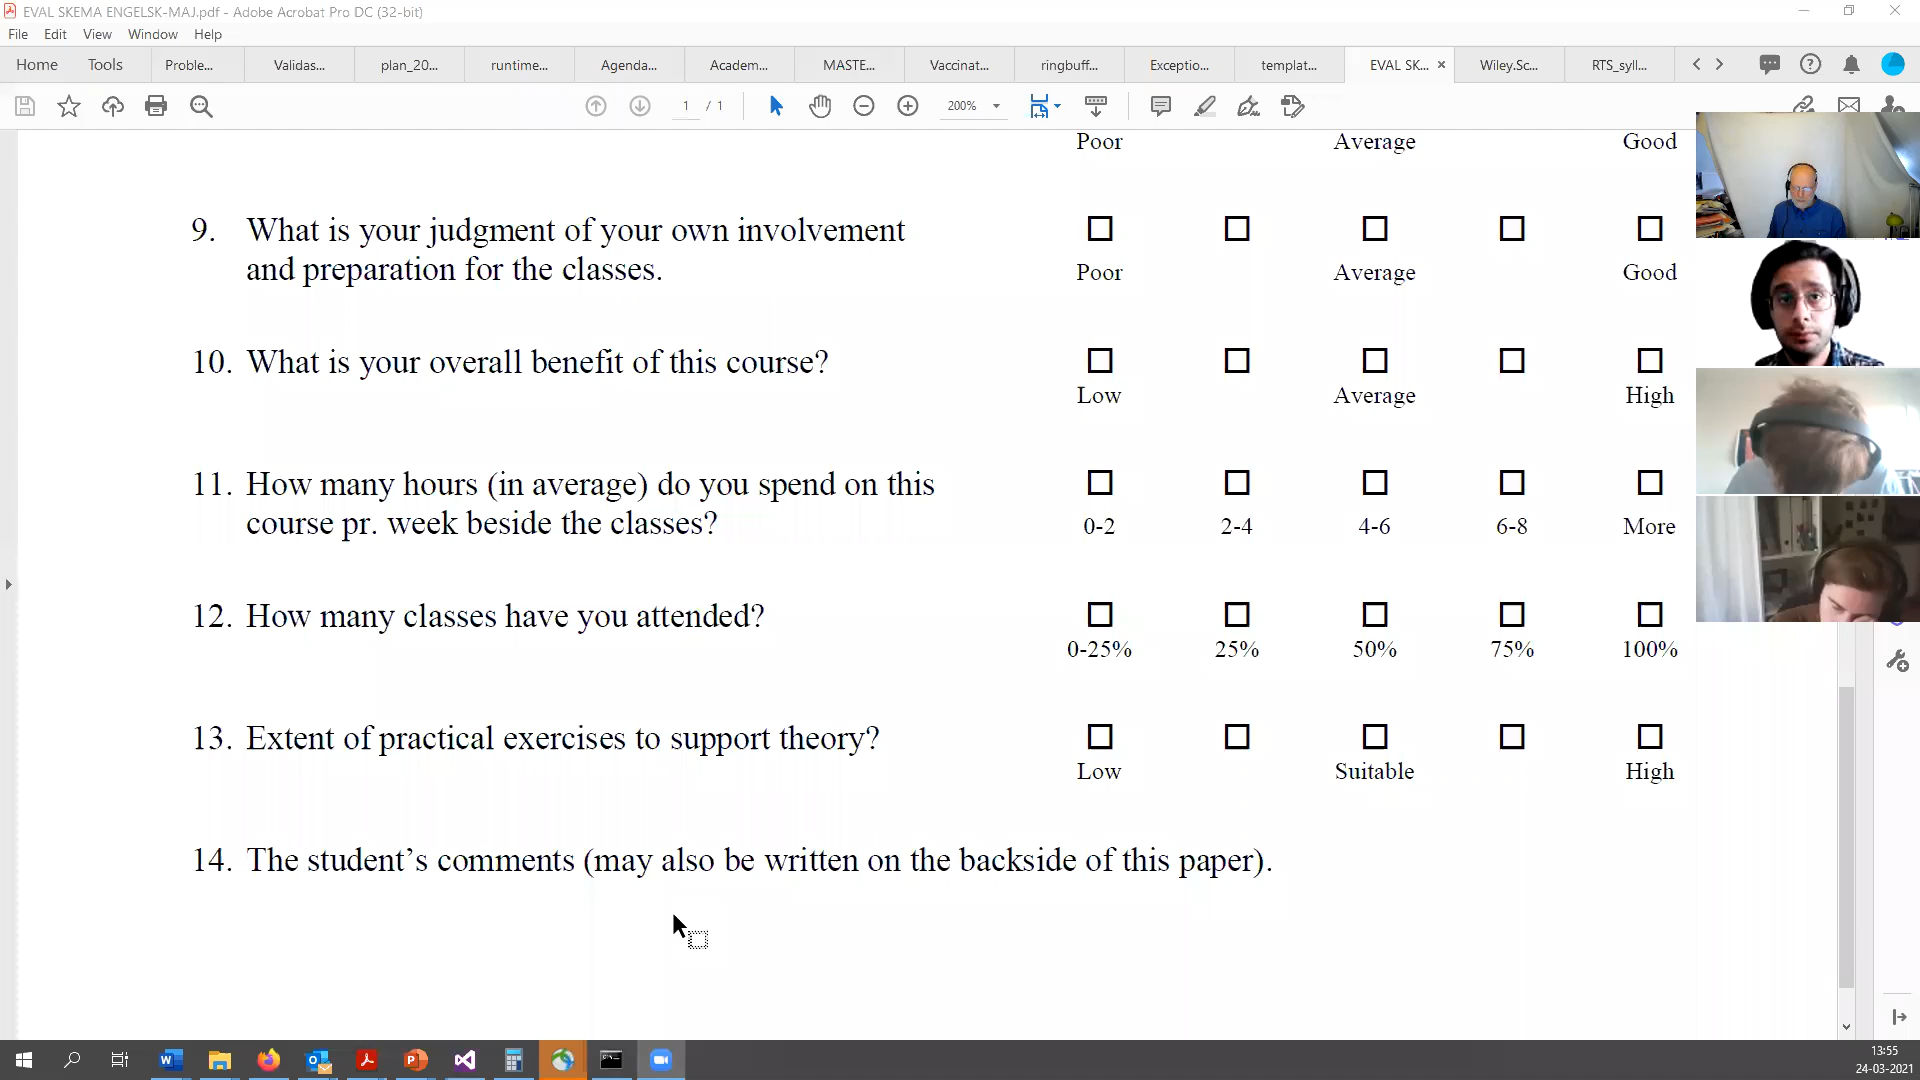 EVAL SKEMA ENGELSK-MAJ.pdf - Adobe Acrobat Pro DC (32-bit)
File Edit View Window Help
Home Tools Proble... Validas... plan_20... runtime... Agenda... Academ... MASTE... Vaccinat... ringbuff... Exceptio... templat... EVAL SK... × Wiley.Sc... RTS_syll...
1 / 1 200%
Poor Average Good
9. What is your judgment of your own involvement
and preparation for the classes.
Poor Average Good
10. What is your overall benefit of this course?
Low Average High
11. How many hours (in average) do you spend on this
course pr. week beside the classes?
0-2 2-4 4-6 6-8 More
12. How many classes have you attended?
0-25% 25% 50% 75% 100%
13. Extent of practical exercises to support theory?
Low Suitable High
14. The student’s comments (may also be written on the backside of this paper).
13:55
24-03-2021